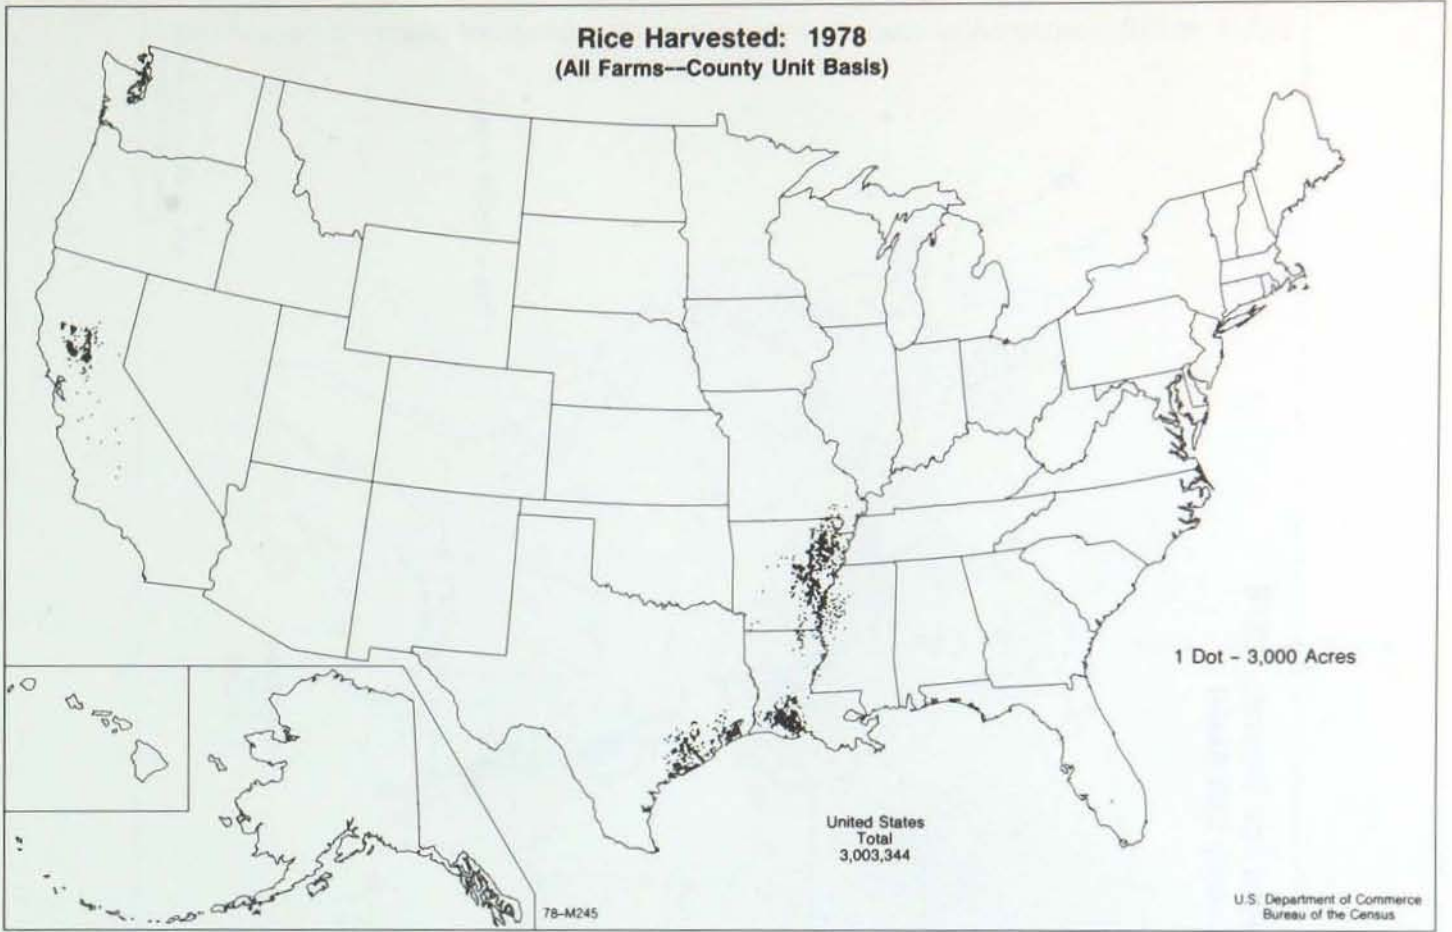 Rice Harvested: 1978
(All Farms--County Unit Basis)
1 Dot - 3,000 Acres
United States
Total
3,003,344
78-M245
U.S. Department of Commerce
Bureau of the Census